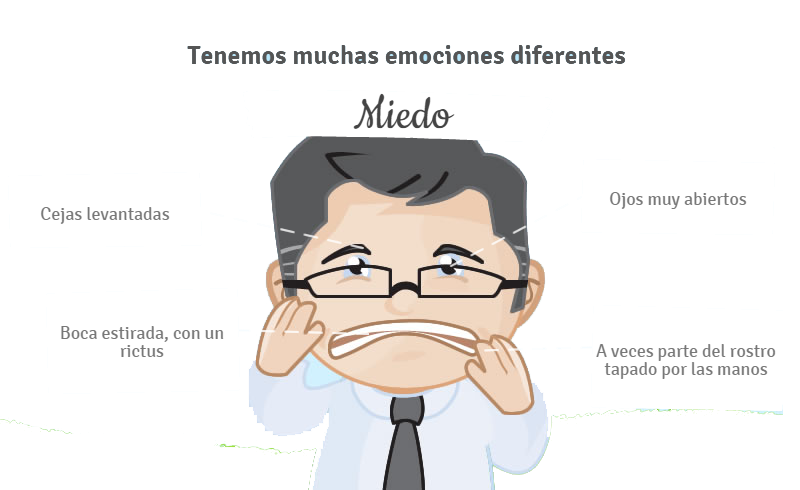 Tenemos muchas emociones diferentes
Miedo
Cejas levantadas
Ojos muy abiertos
Boca estirada, con un
rictus
A veces parte del rostro
tapado por las manos